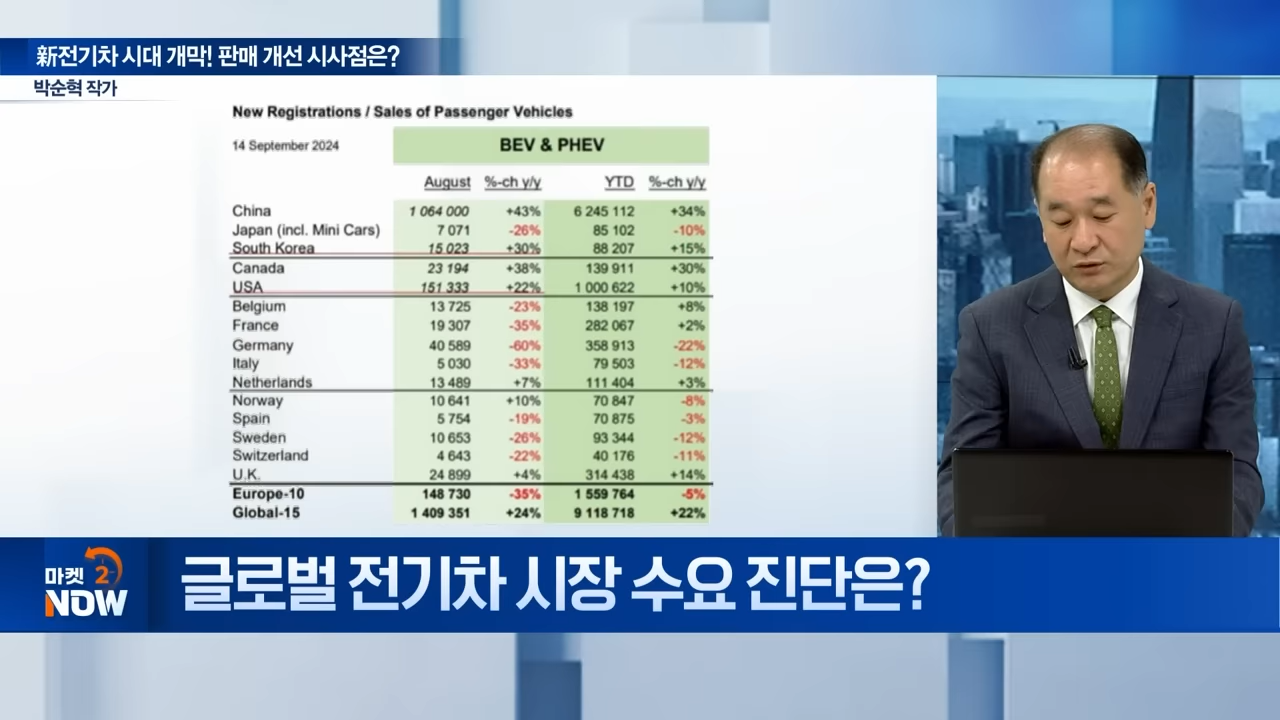 新전기차 시대 개막! 판매 개선 시사점은?
박순혁 작가
New Registrations / Sales of Passenger Vehicles
14 September 2024 BEV & PHEV
August %-ch y/y YTD %-ch y/y
China 1 064 000 +43% 6 245 112 +34%
Japan (incl. Mini Cars) 7 071 -26% 85 102 -10%
South Korea 15 023 +30% 88 207 +15%
Canada 23 194 +38% 139 911 +30%
USA 151 333 +22% 1 000 622 +10%
Belgium 13 725 -23% 138 197 +8%
France 19 307 -35% 282 067 +2%
Germany 40 589 -60% 358 913 -22%
Italy 5 030 -33% 79 503 -12%
Netherlands 13 489 +7% 111 404 +3%
Norway 10 641 +10% 70 847 -8%
Spain 5 754 -19% 70 875 -3%
Sweden 10 653 -26% 93 344 -12%
Switzerland 4 643 -22% 40 176 -11%
U.K. 24 899 +4% 314 438 +14%
Europe-10 148 730 -35% 1 559 764 -5%
Global-15 1 409 351 +24% 9 118 718 +22%
마켓 2
NOW
글로벌 전기차 시장 수요 진단은?